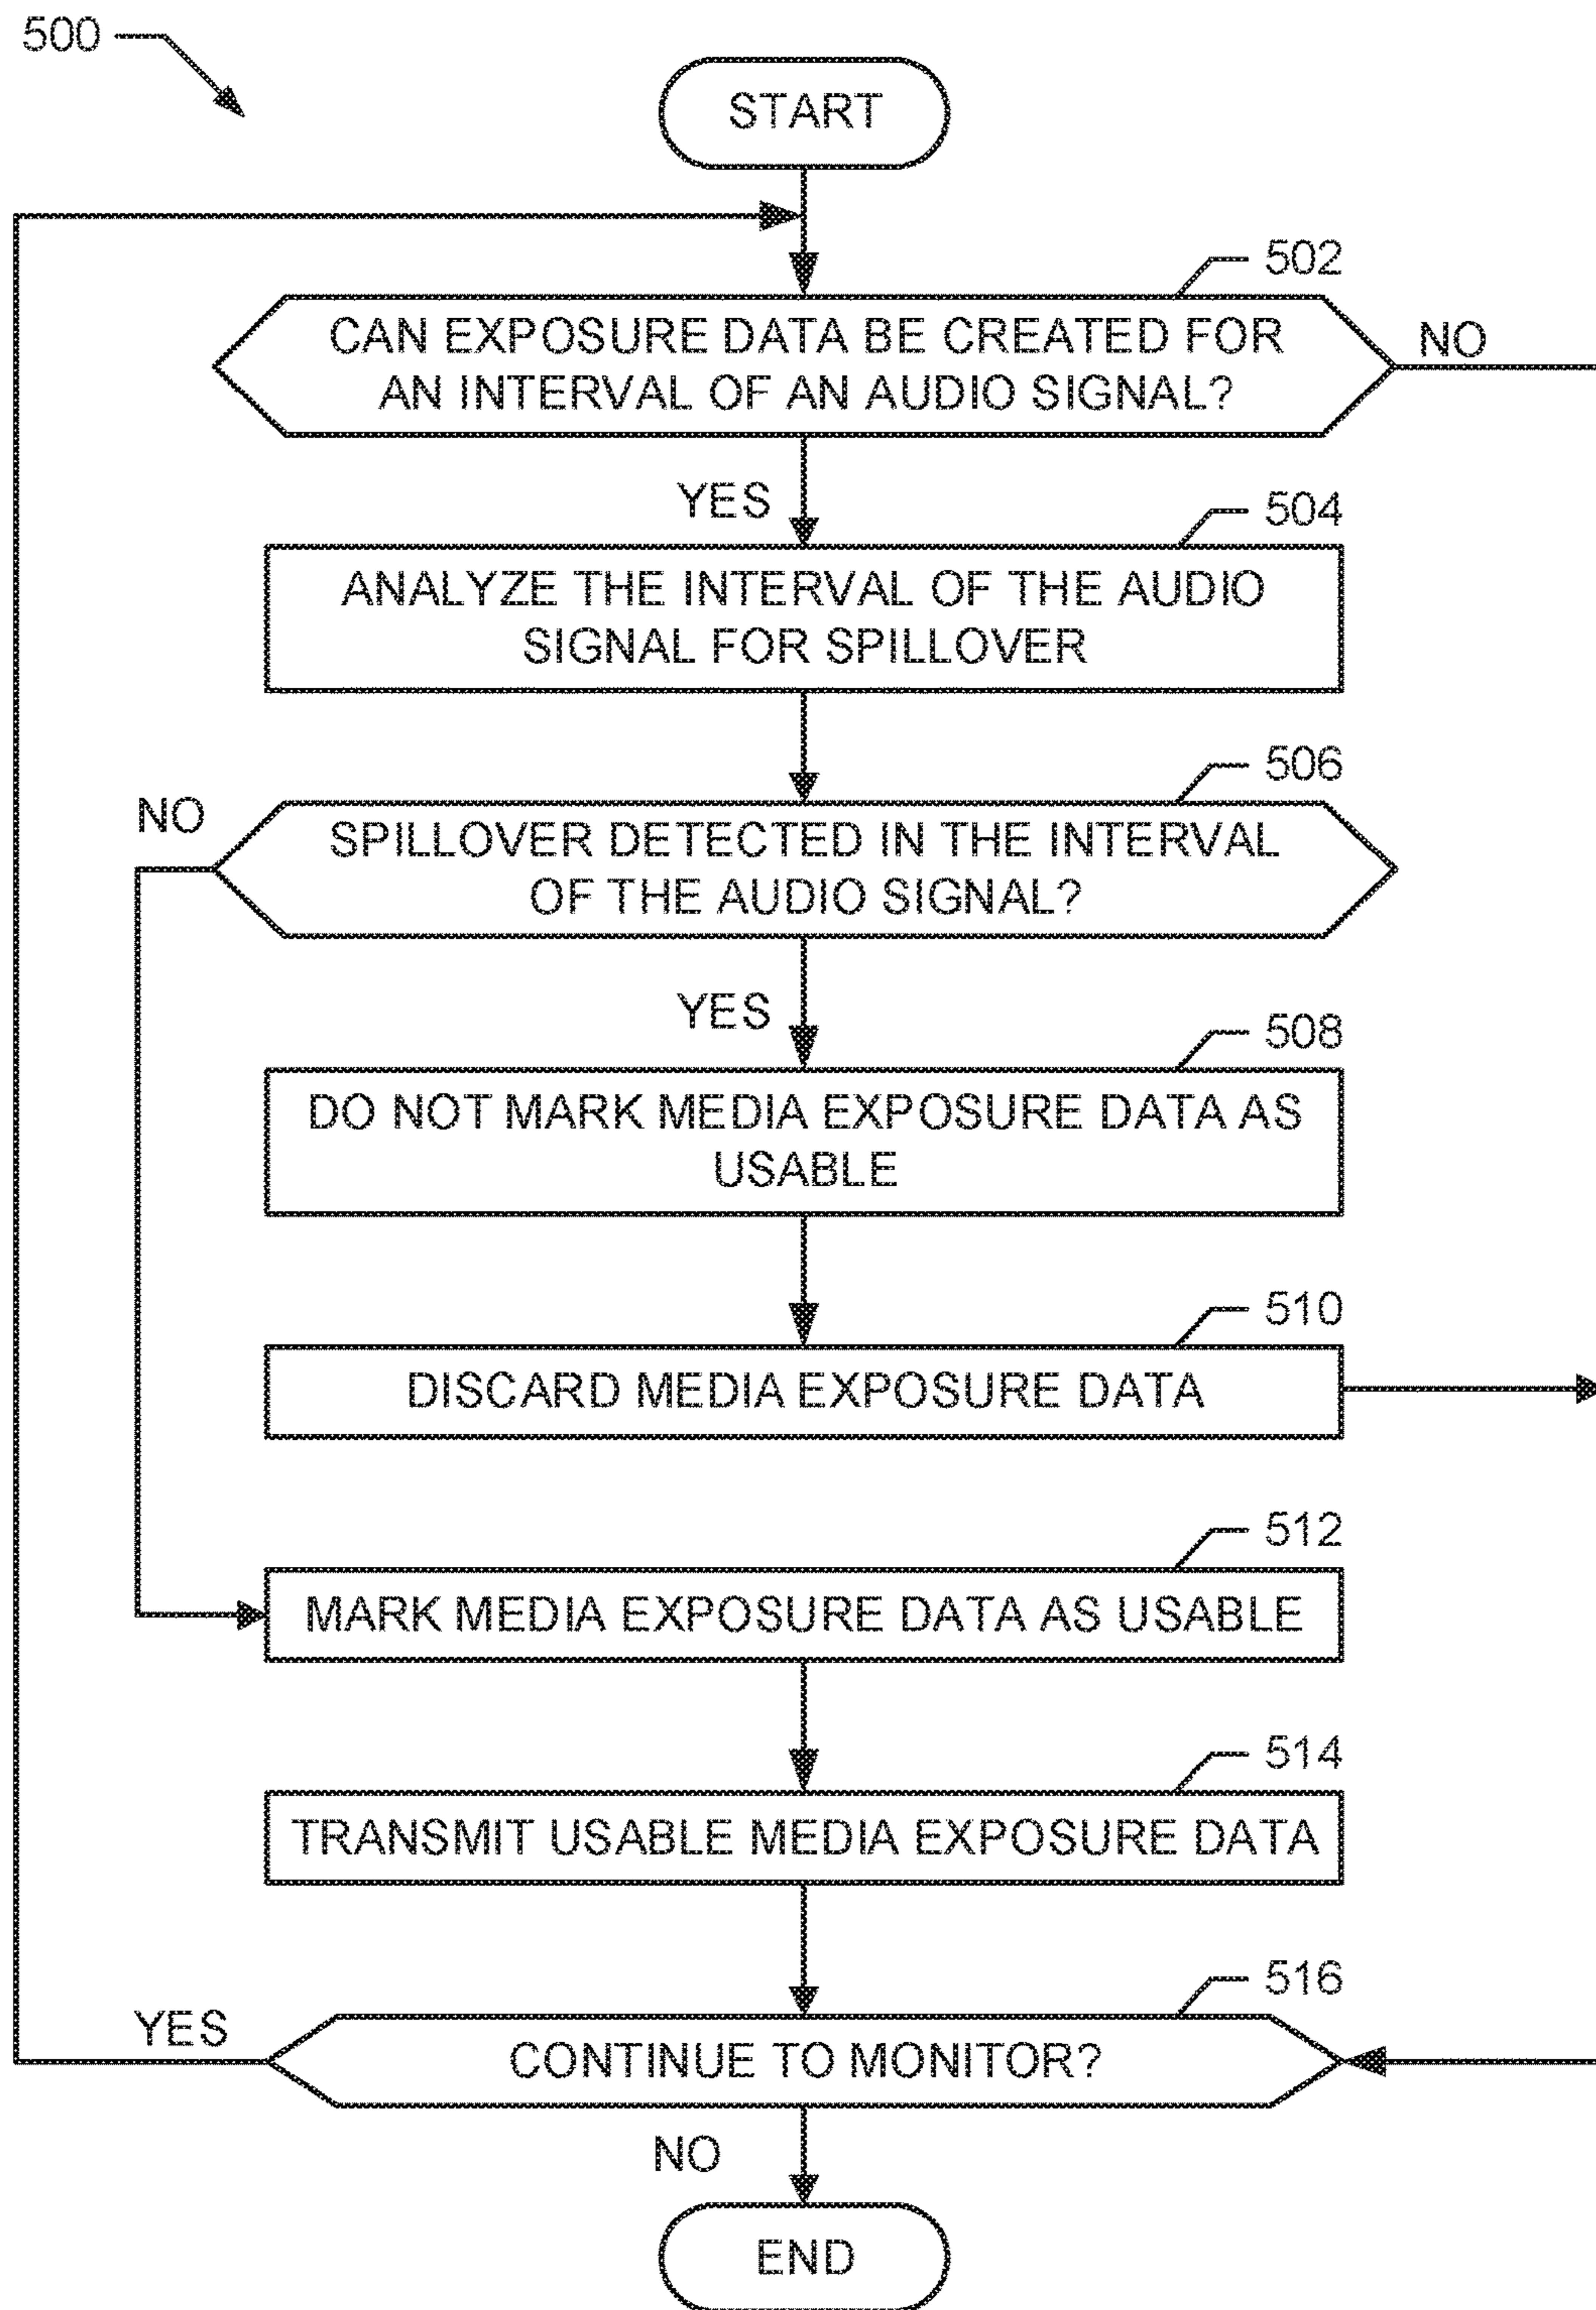 500
START
502
CAN EXPOSURE DATA BE CREATED FOR
AN INTERVAL OF AN AUDIO SIGNAL?
NO
YES
504
ANALYZE THE INTERVAL OF THE AUDIO
SIGNAL FOR SPILLOVER
506
NO
SPILLOVER DETECTED IN THE INTERVAL
OF THE AUDIO SIGNAL?
YES
508
DO NOT MARK MEDIA EXPOSURE DATA AS
USABLE
510
DISCARD MEDIA EXPOSURE DATA
512
MARK MEDIA EXPOSURE DATA AS USABLE
514
TRANSMIT USABLE MEDIA EXPOSURE DATA
516
YES
CONTINUE TO MONITOR?
NO
END